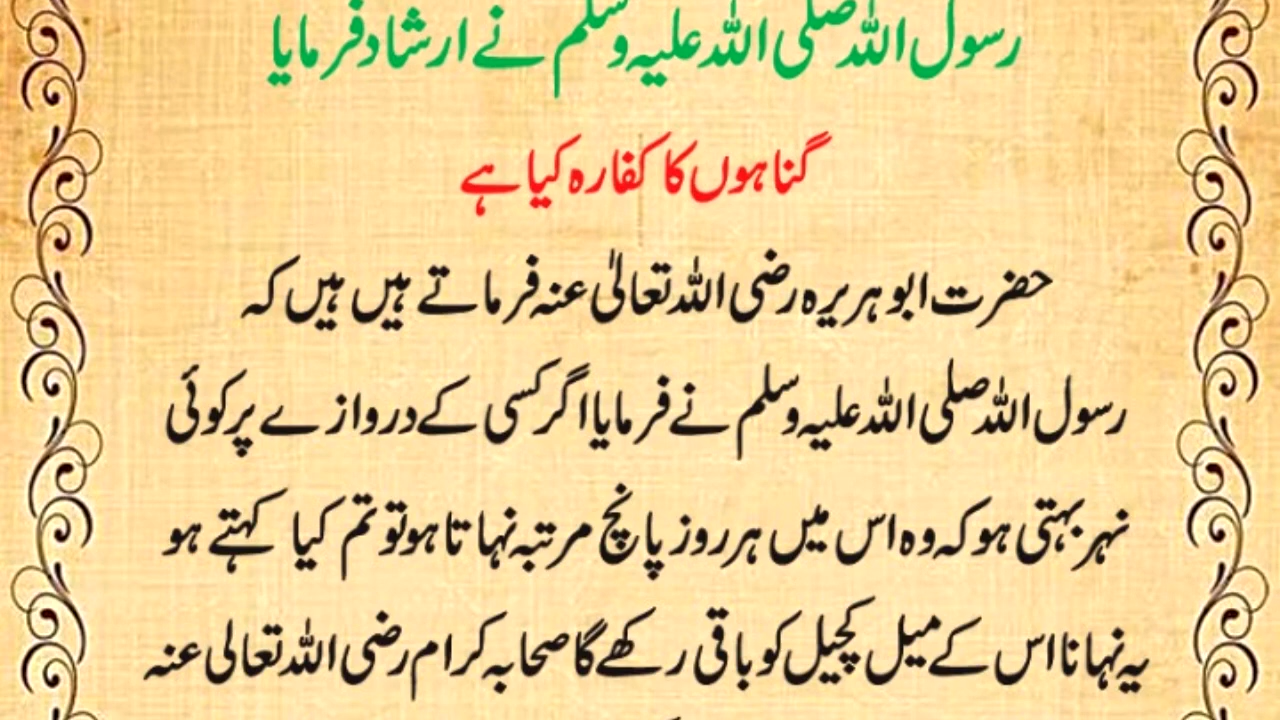 رسول اللہ صلی اللہ علیہ وسلم نے ارشاد فرمایا
گناہوں کا کفارہ کیا ہے
حضرت ابو ہریرہ رضی اللہ تعالیٰ عنہ فرماتے ہیں ہیں کہ
رسول اللہ صلی اللہ علیہ وسلم نے فرمایا اگر کسی کے دروازے پر کوئی
نہر بہتی ہو کہ وہ اس میں ہر روز پانچ مرتبہ نہاتا ہو تو تم کیا کہتے ہو
یہ نہانا اس کے میل کچیل کو باقی رکھے گا صحابہ کرام رضی اللہ تعالی عنہ